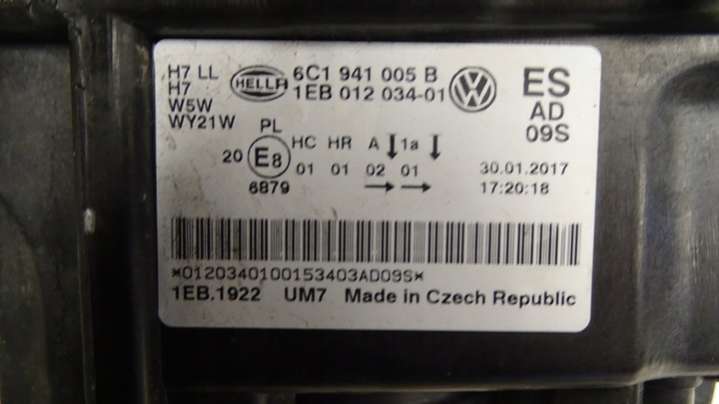 H7 LL
H7
W5W
WY21W
HELLA
6C1 941 005 B
1EB 012 034-01
ES
AD
09S
PL
HC HR A ↓ 1a ↓
20 E8
01 01 02 01
6879
→ →
30.01.2017
17:20:18
*0120340100153403AD09S*
1EB.1922 UM7 Made in Czech Republic